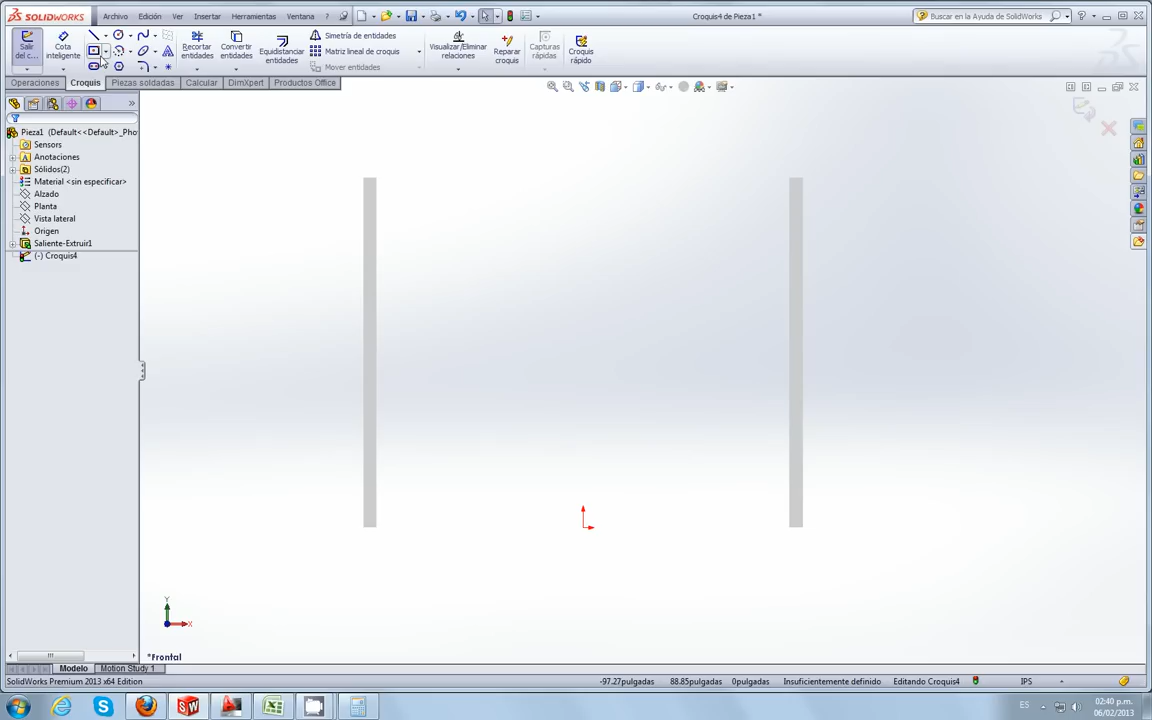 SOLIDWORKS
Archivo Edición Ver Insertar Herramientas Ventana ?
Croquis4 de Pieza1 *
Buscar en la Ayuda de SolidWorks
Salir del c...
Cota inteligente
Recortar entidades
Convertir entidades
Equidistanciar entidades
Simetría de entidades
Matriz lineal de croquis
Mover entidades
Visualizar/Eliminar relaciones
Reparar croquis
Capturas rápidas
Croquis rápido
Operaciones Croquis Piezas soldadas Calcular DimXpert Productos Office
Pieza1 (Default<<Default>_Pho
Sensors
Anotaciones
Sólidos(2)
Material <sin especificar>
Alzado
Planta
Vista lateral
Origen
Saliente-Extruir1
(-) Croquis4
Y
X
*Frontal
Modelo Motion Study 1
SolidWorks Premium 2013 x64 Edition
-97.27pulgadas 88.85pulgadas 0pulgadas Insuficientemente definido Editando Croquis4 IPS
ES
02:40 p.m.
06/02/2013